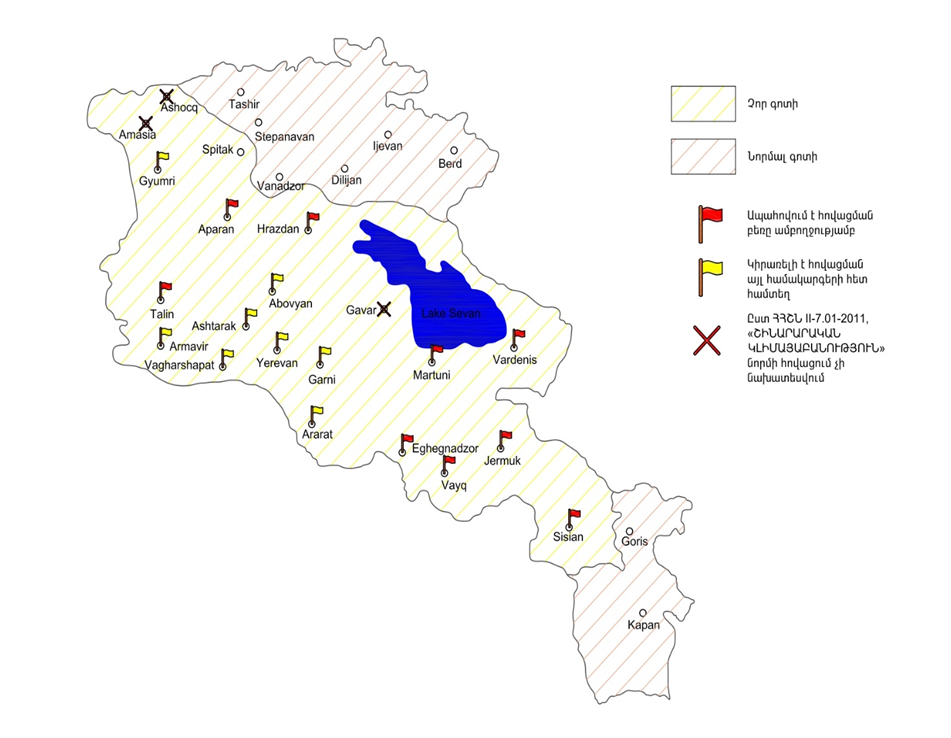 Tashir
Ashocq
Amasia
Stepanavan
Spitak
Ijevan
Berd
Gyumri
Vanadzor
Dilijan
Aparan
Hrazdan
Talin
Abovyan
Gavar
Lake Sevan
Ashtarak
Armavir
Vagharshapat
Yerevan
Garni
Martuni
Vardenis
Ararat
Eghegnadzor
Jermuk
Vayq
Sisian
Goris
Kapan
Չոր գոտի
Նորմալ գոտի
Ապահովում է հովացման
բեռը ամբողջությամբ
Կիրառելի է հովացման
այլ համակարգերի հետ
համտեղ
Ըստ ՀՀՇՆ II-7.01-2011,
«ՇԻՆԱՐԱՐԱԿԱՆ
ԿԼԻՄԱՅԱԲԱՆՈՒԹՅՈՒՆ»
նորմի հովացում չի
նախատեսվում